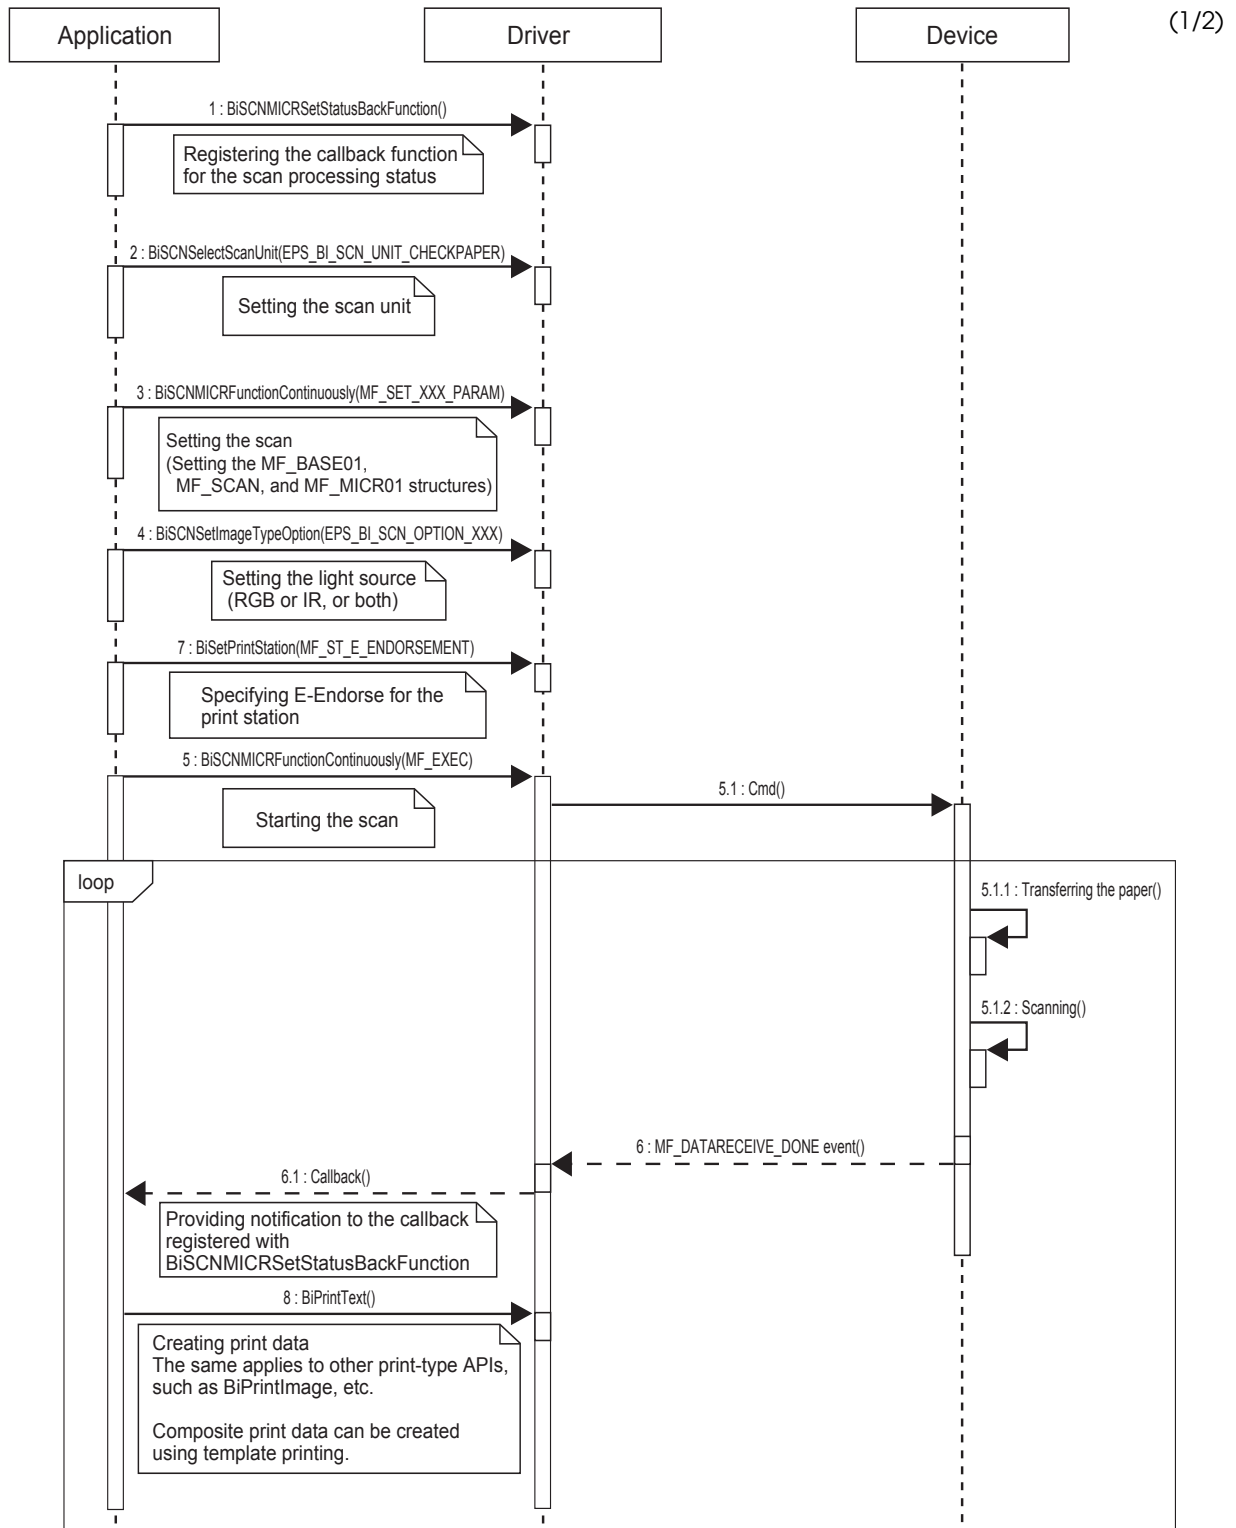 (1/2)
Application
Driver
Device
1 : BiSCNMICRSetStatusBackFunction()
Registering the callback function
for the scan processing status
2 : BiSCNSelectScanUnit(EPS_BI_SCN_UNIT_CHECKPAPER)
Setting the scan unit
3 : BiSCNMICRFunctionContinuously(MF_SET_XXX_PARAM)
Setting the scan
(Setting the MF_BASE01,
MF_SCAN, and MF_MICR01 structures)
4 : BiSCNSetImageTypeOption(EPS_BI_SCN_OPTION_XXX)
Setting the light source
(RGB or IR, or both)
7 : BiSetPrintStation(MF_ST_E_ENDORSEMENT)
Specifying E-Endorse for the
print station
5 : BiSCNMICRFunctionContinuously(MF_EXEC)
Starting the scan
5.1 : Cmd()
loop
5.1.1 : Transferring the paper()
5.1.2 : Scanning()
6 : MF_DATARECEIVE_DONE event()
6.1 : Callback()
Providing notification to the callback
registered with
BiSCNMICRSetStatusBackFunction
8 : BiPrintText()
Creating print data
The same applies to other print-type APIs,
such as BiPrintImage, etc.
Composite print data can be created
using template printing.